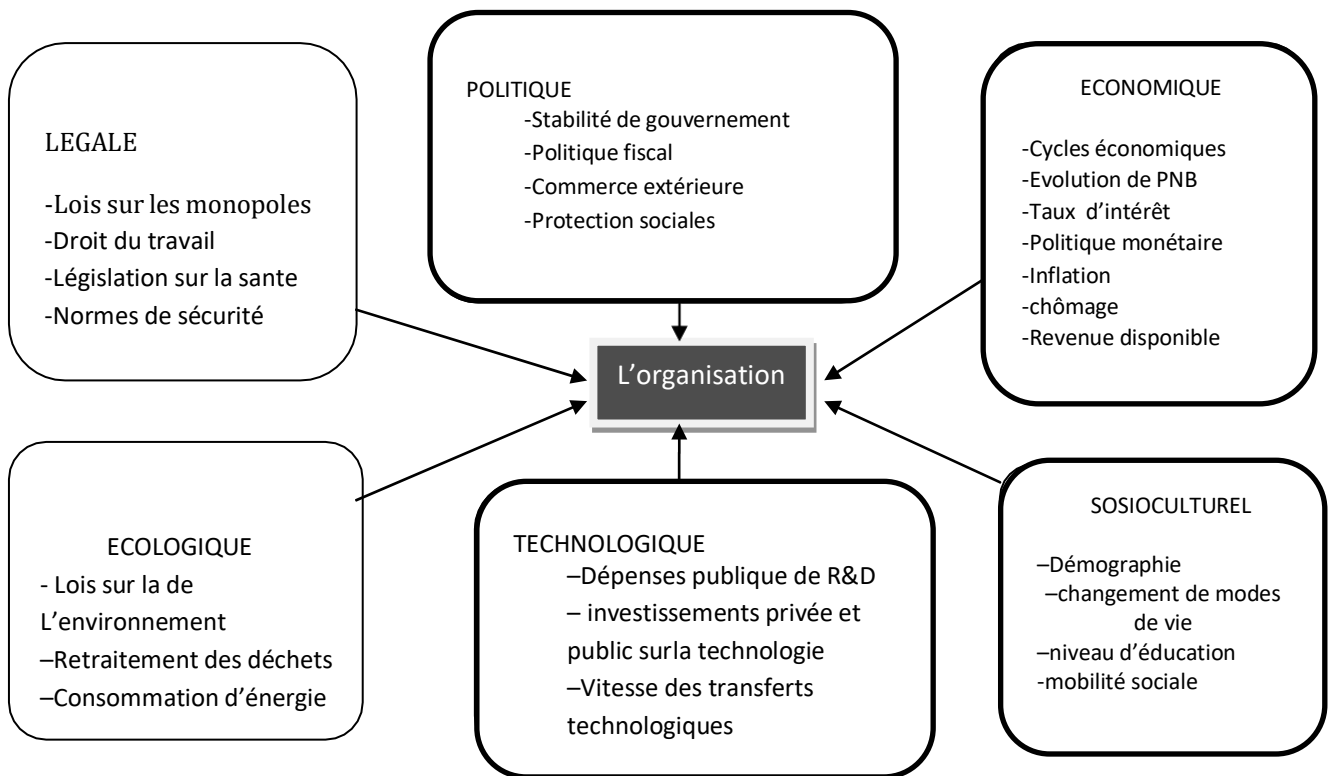 LEGALE
-Lois sur les monopoles
-Droit du travail
-Législation sur la sante
-Normes de sécurité
POLITIQUE
-Stabilité de gouvernement
-Politique fiscal
-Commerce extérieure
-Protection sociales
ECONOMIQUE
-Cycles économiques
-Evolution de PNB
-Taux d’intérêt
-Politique monétaire
-Inflation
-chômage
-Revenue disponible
L’organisation
ECOLOGIQUE
- Lois sur la de
L’environnement
–Retraitement des déchets
–Consommation d’énergie
TECHNOLOGIQUE
–Dépenses publique de R&D
– investissements privée et
public surla technologie
–Vitesse des transferts
technologiques
SOSIOCULTUREL
–Démographie
–changement de modes
de vie
–niveau d’éducation
-mobilité sociale